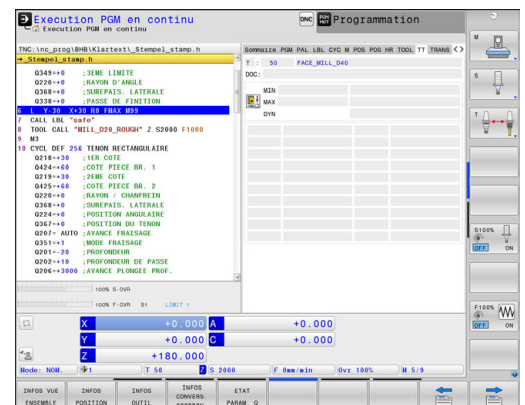 Execution PGM en continu
Execution PGM en continu
DNC
Programmation
TNC:\nc_prog\BHB\Klartext\_Stempel_stamp.h
→_Stempel_stamp.h
Q349=+0 ;3EME LIMITE
Q220=+0 ;RAYON D'ANGLE
Q368=+0 ;SUREPAIS. LATERALE
Q338=+0 ;PASSE DE FINITION
6 L Y-30 X+30 R0 FMAX M99
7 CALL LBL "safe"
8 TOOL CALL "MILL_D20_ROUGH" Z S2000 F1000
9 M3
10 CYCL DEF 256 TENON RECTANGULAIRE
Q218=+30 ;1ER COTE
Q424=+60 ;COTE PIECE BR. 1
Q219=+30 ;2EME COTE
Q425=+60 ;COTE PIECE BR. 2
Q220=+0 ;RAYON / CHANFREIN
Q368=+0 ;SUREPAIS. LATERALE
Q224=+0 ;POSITION ANGULAIRE
Q367=+0 ;POSITION DU TENON
Q207= AUTO ;AVANCE FRAISAGE
Q351=+1 ;MODE FRAISAGE
Q201=-20 ;PROFONDEUR
Q202=+10 ;PROFONDEUR DE PASSE
Q206=+3000 ;AVANCE PLONGEE PROF.
100% S-OVR
100% F-OVR S1 LIMIT 1
Sommaire PGM PAL LBL CYC M POS POS HR TOOL TT TRANS
T : 50 FACE_MILL_D40
DOC:
MIN
MAX
DYN
X +0.000 A +0.000
Y +0.000 C +0.000
Z +180.000
Mode: NOM. 1 T 50 Z S 2000 F 0mm/min Ovr 100% M 5/9
M
S
T
S100%
OFF ON
F100%
OFF ON
INFOS VUE ENSEMBLE
INFOS POSITION
INFOS OUTIL
INFOS CONVERS.
ETAT PARAM. Q